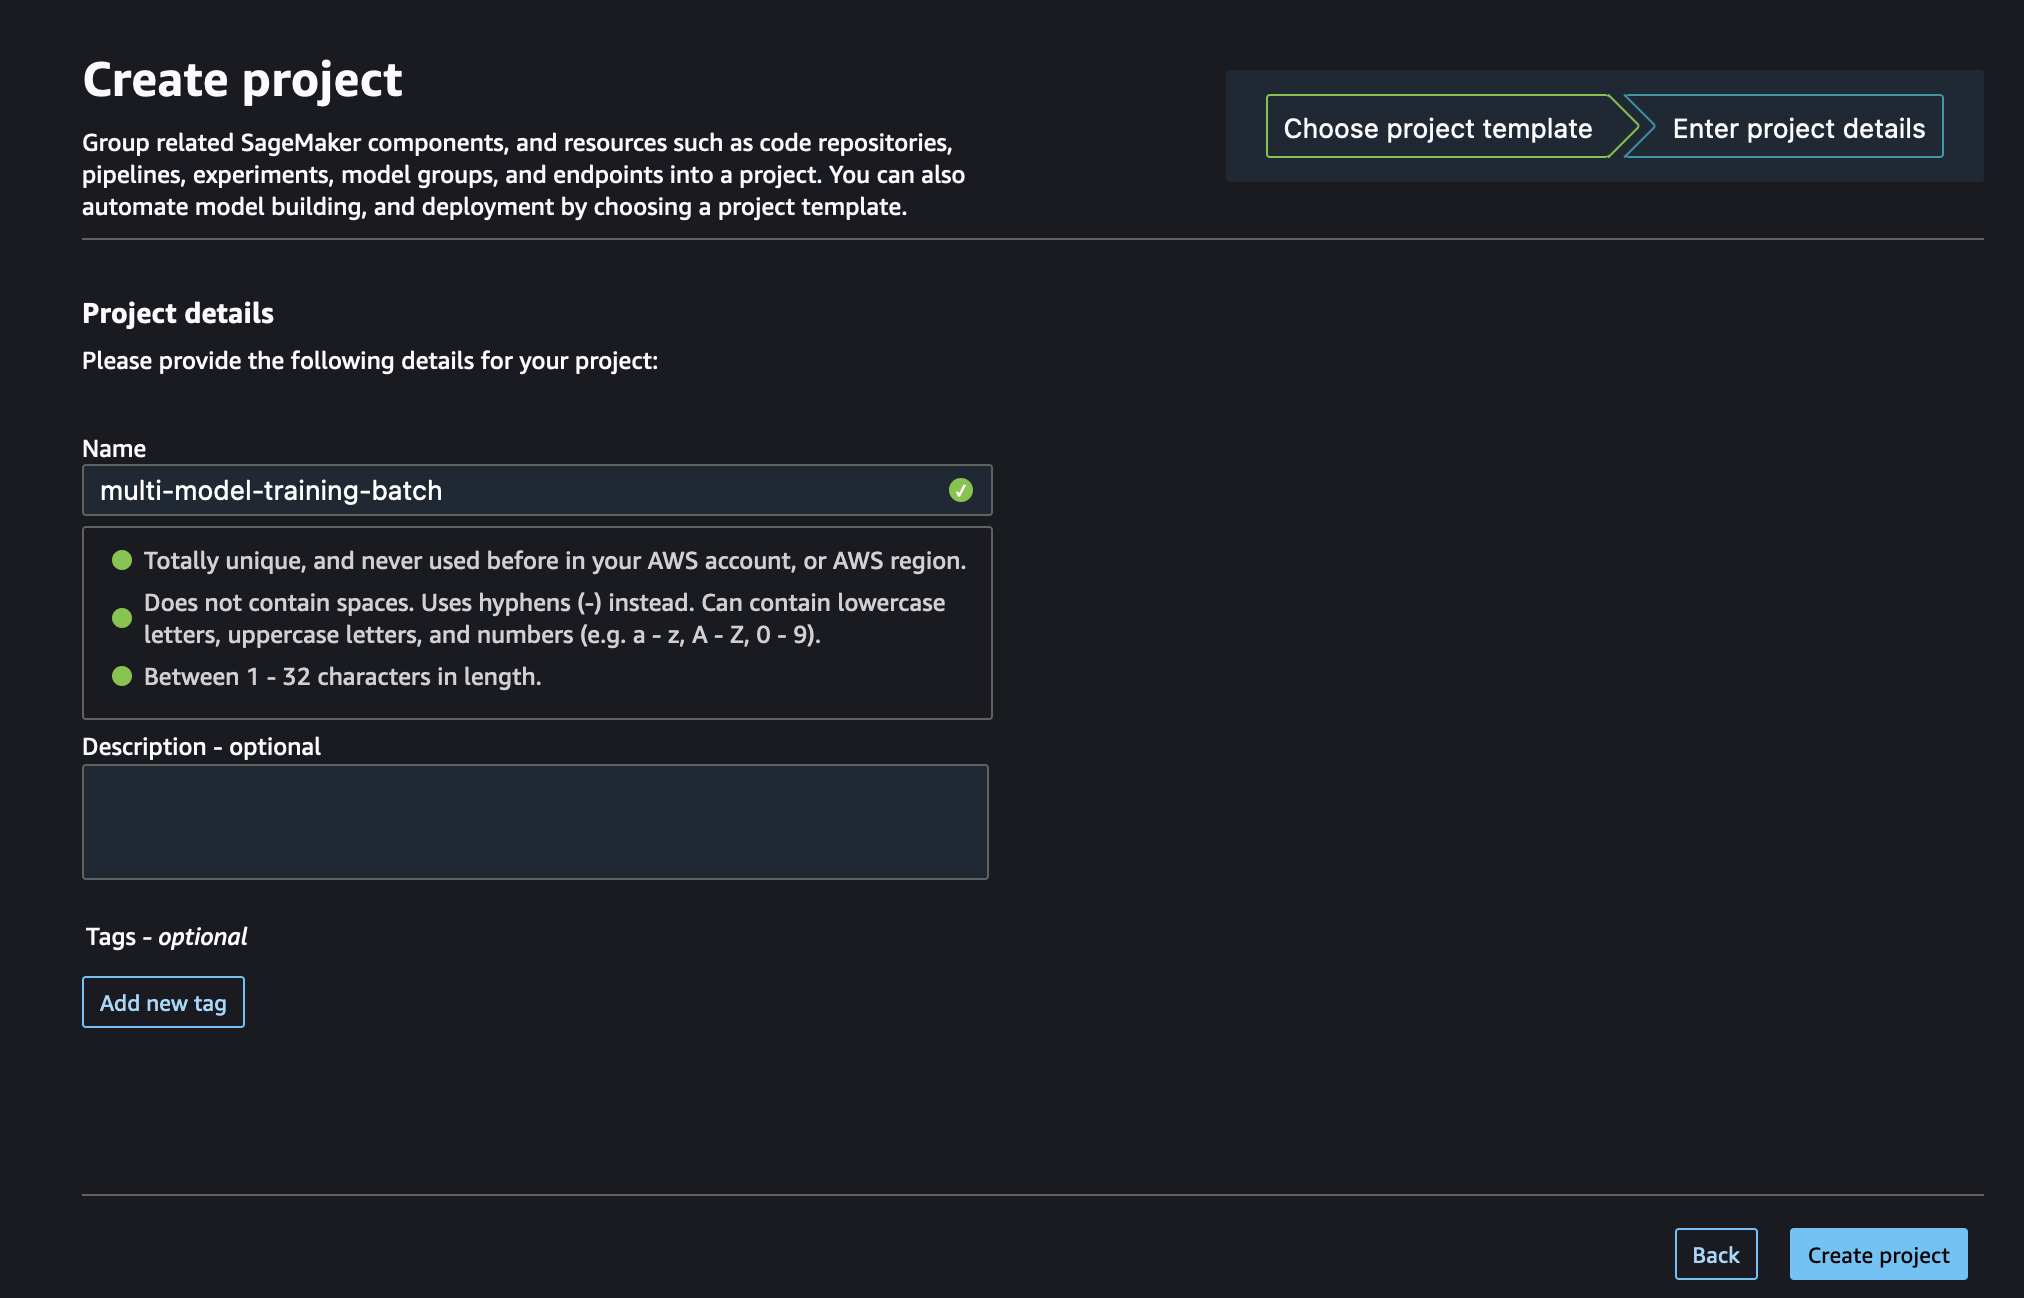 Create project
Group related SageMaker components, and resources such as code repositories,
pipelines, experiments, model groups, and endpoints into a project. You can also
automate model building, and deployment by choosing a project template.
Choose project template
Enter project details
Project details
Please provide the following details for your project:
Name
multi-model-training-batch
Totally unique, and never used before in your AWS account, or AWS region.
Does not contain spaces. Uses hyphens (-) instead. Can contain lowercase
letters, uppercase letters, and numbers (e.g. a - z, A - Z, 0 - 9).
Between 1 - 32 characters in length.
Description - optional
Tags - optional
Add new tag
Back
Create project